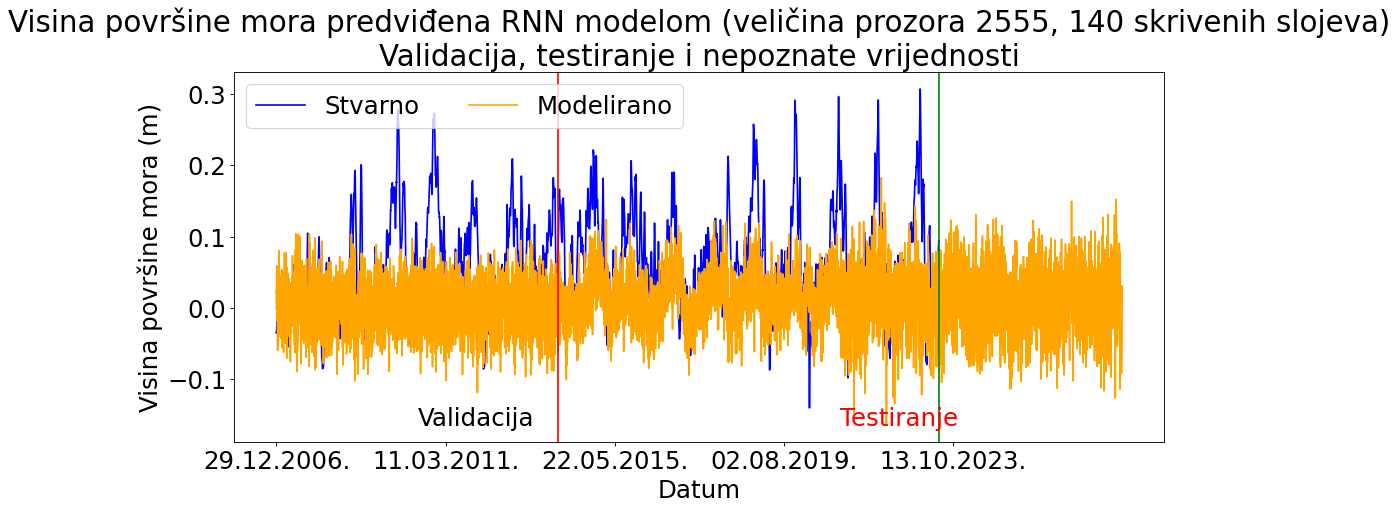 Visina površine mora predviđena RNN modelom (veličina prozora 2555, 140 skrivenih slojeva)
Validacija, testiranje i nepoznate vrijednosti
Stvarno Modelirano
Visina površine mora (m)
0.3
0.2
0.1
0.0
−0.1
Validacija Testiranje
29.12.2006. 11.03.2011. 22.05.2015. 02.08.2019. 13.10.2023.
Datum